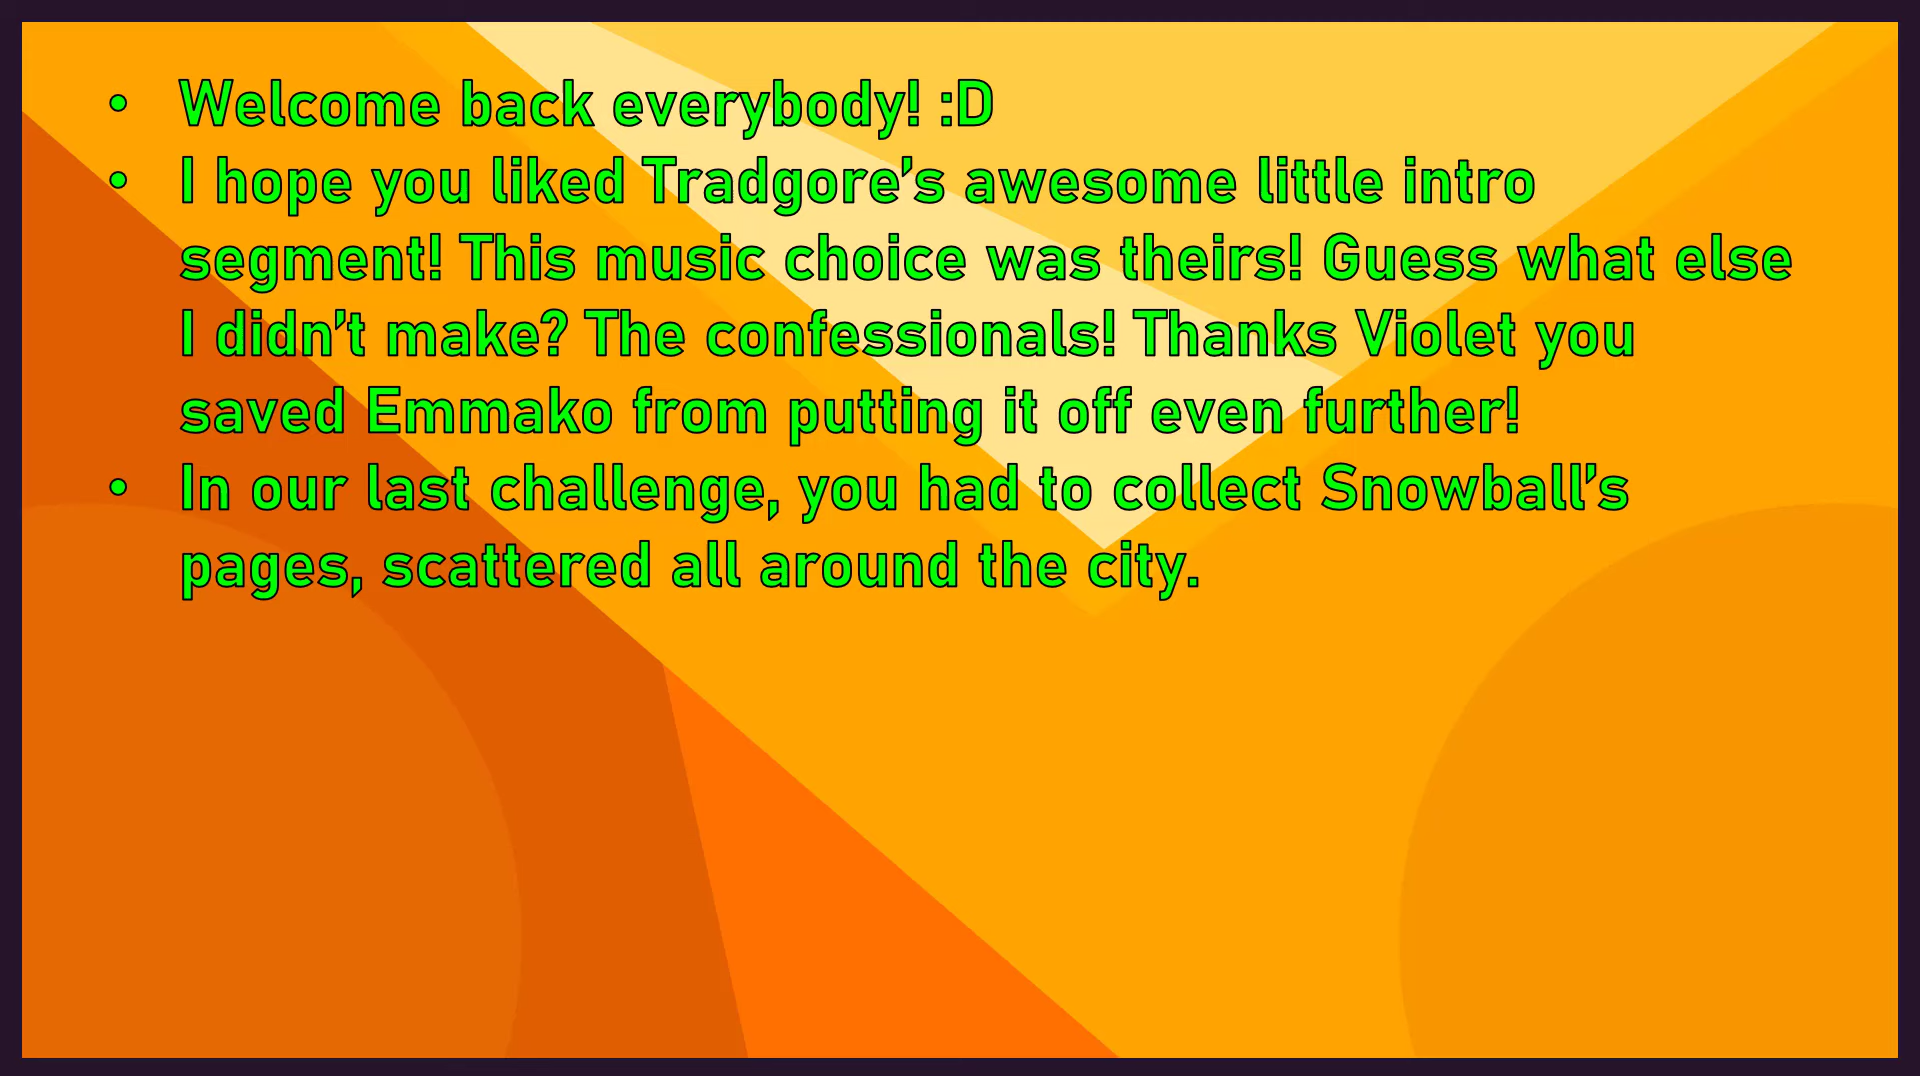 • Welcome back everybody! :D
• I hope you liked Tradgore’s awesome little intro
segment! This music choice was theirs! Guess what else
I didn’t make? The confessionals! Thanks Violet you
saved Emmako from putting it off even further!
• In our last challenge, you had to collect Snowball’s
pages, scattered all around the city.